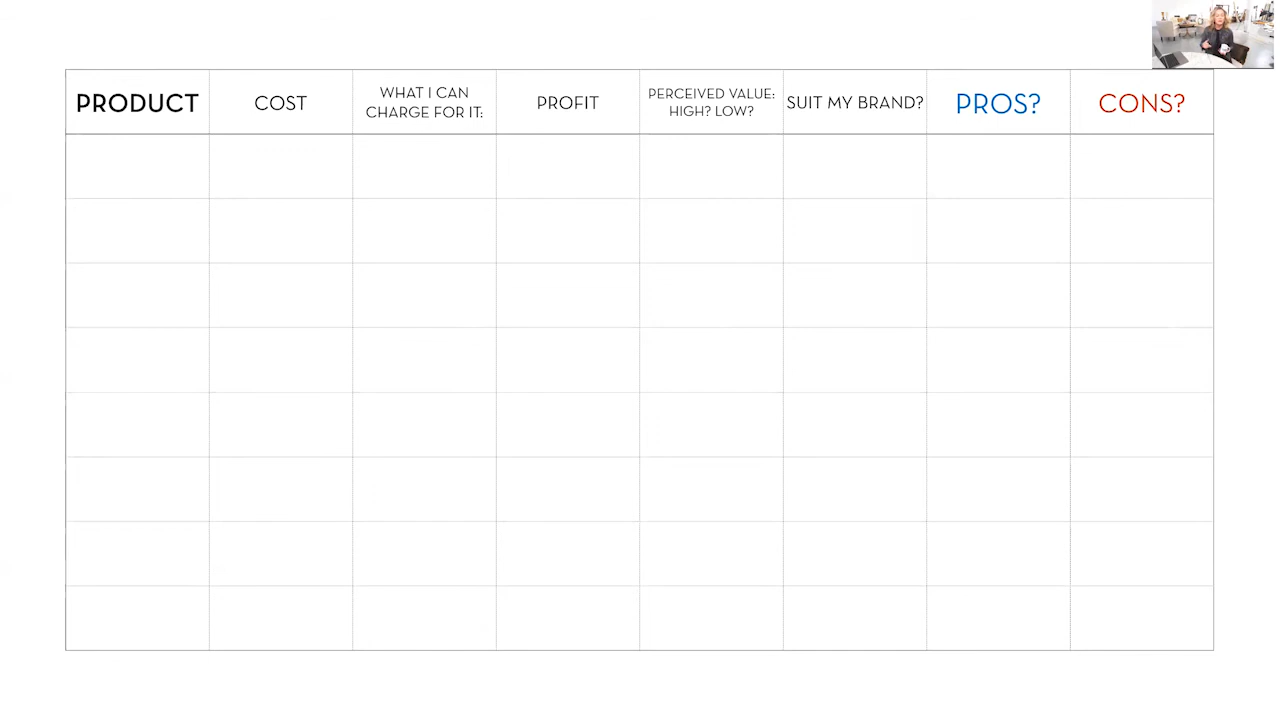 PRODUCT
COST
WHAT I CAN
CHARGE FOR IT:
PROFIT
PERCEIVED VALUE:
HIGH? LOW?
SUIT MY BRAND?
PROS?
CONS?